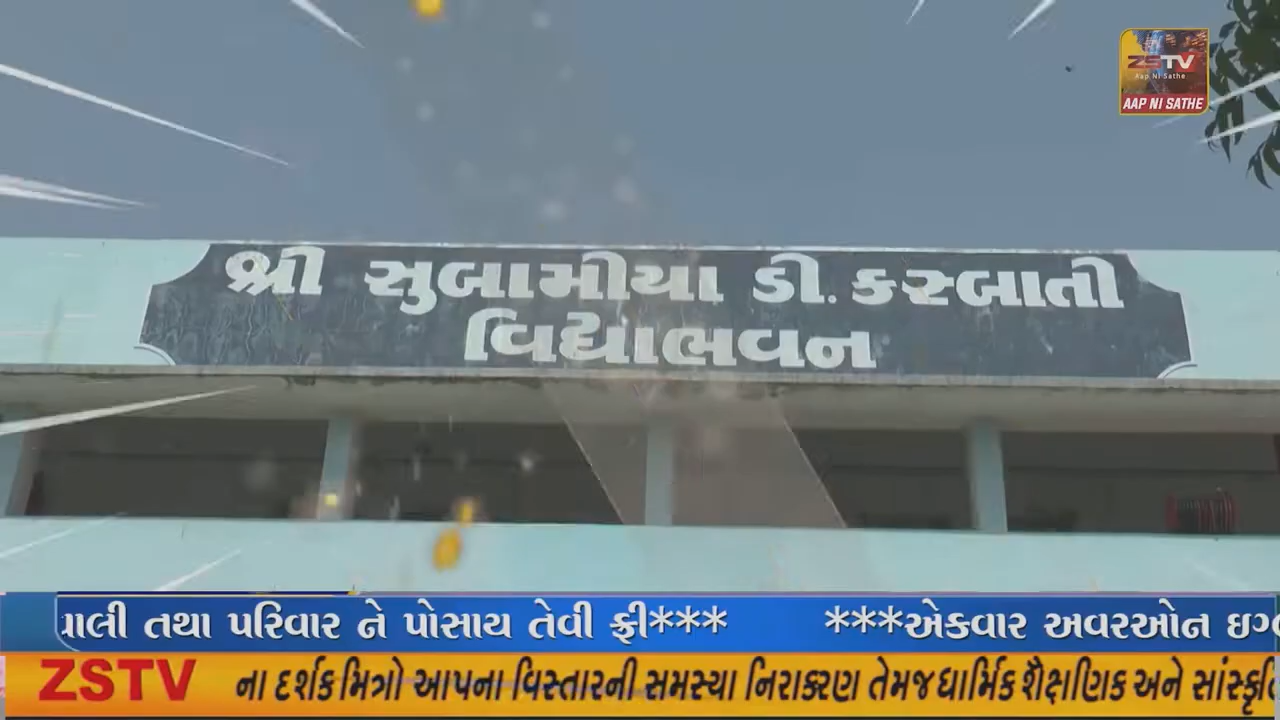 ZSTV
Aap Ni Sathe
AAP NI SATHE
શ્રી સુબામીયા ડી. કરબાતી
વિદ્યાભવન
તથા પરિવાર ને પોસાય તેવી ફ્રી*** ***એકવાર અવરઓન
ZSTV ના દર્શક મિત્રો આપના વિસ્તારની સમસ્યા નિરાકરણ તેમજ ધાર્મિક શૈક્ષણિક અને